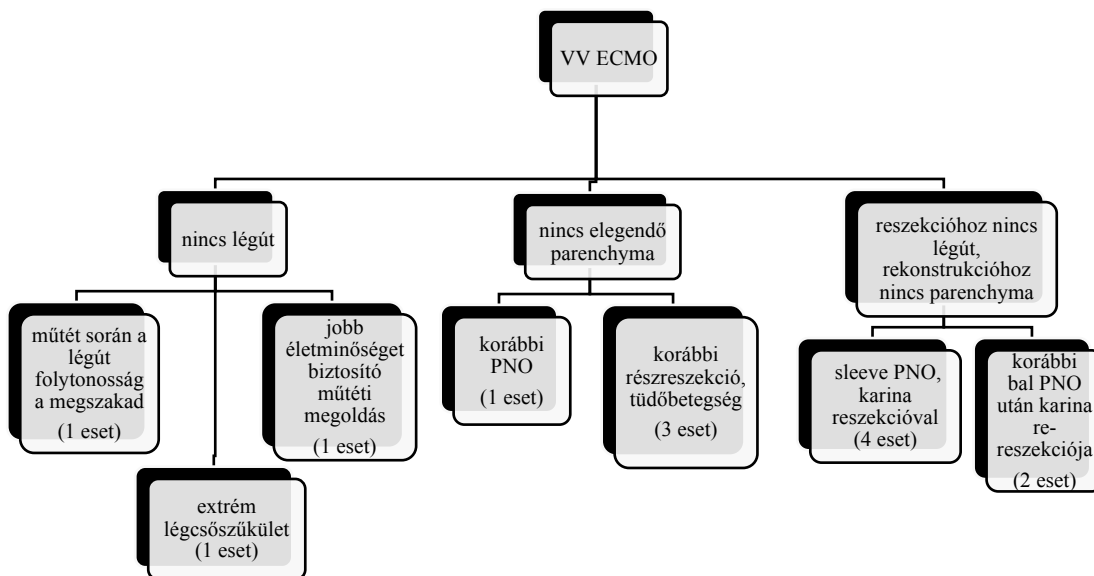 VV ECMO
nincs légút
nincs elegendő
parenchyma
reszekcióhoz nincs
légút,
rekonstrukcióhoz
nincs parenchyma
műtét során a
légút
folytonosság
a megszakad
(1 eset)
extrém
légcsőszűkület
(1 eset)
jobb
életminőséget
biztosító
műtéti
megoldás
(1 eset)
korábbi
PNO
(1 eset)
korábbi
részreszekció,
tüdőbetegség
(3 eset)
sleeve PNO,
karina
reszekcióval
(4 eset)
korábbi
bal PNO
után karina
re-
reszekciója
(2 eset)